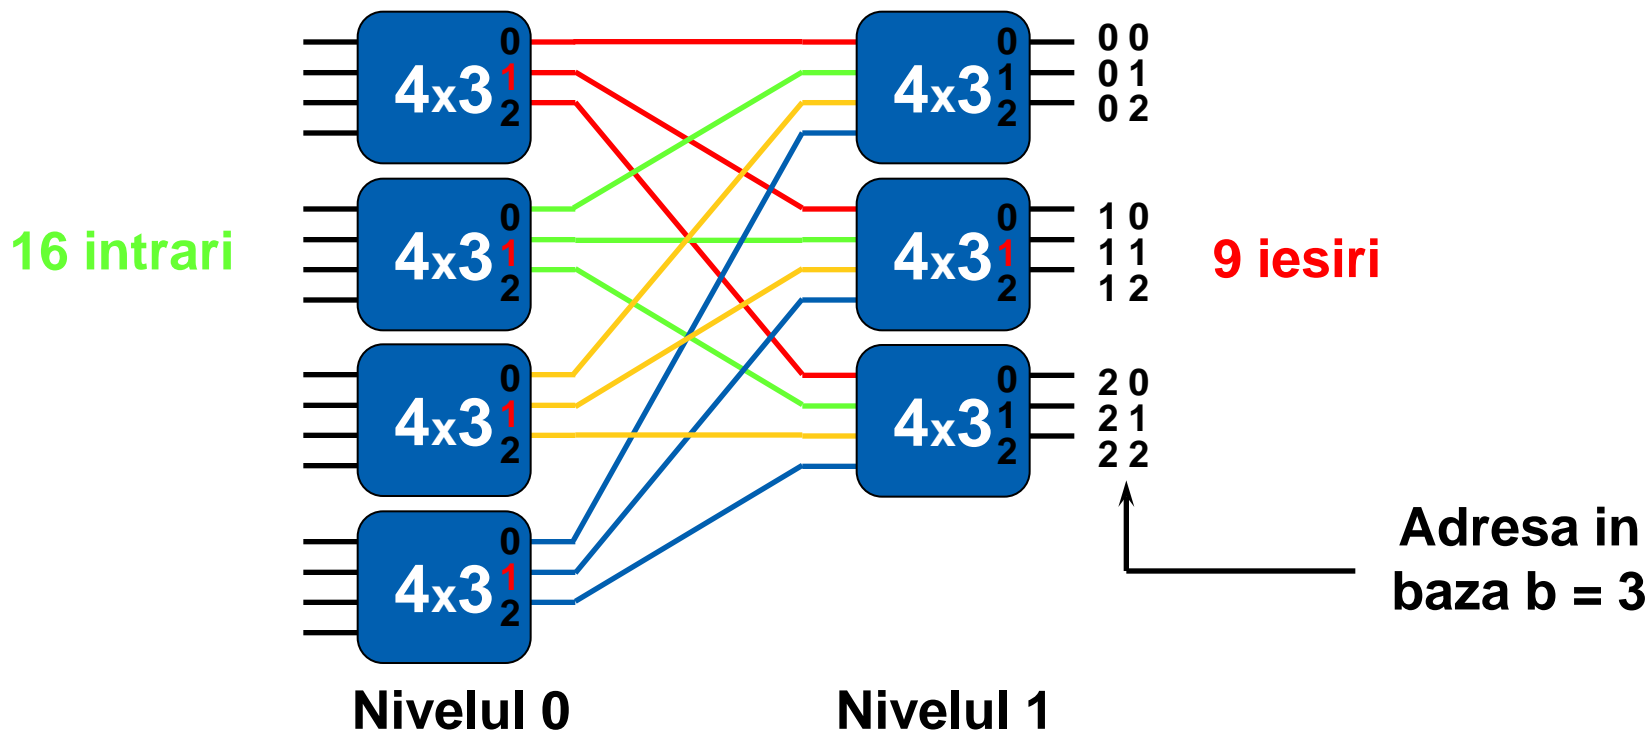 0
4x3 1
2
0
4x3 1
2
0 0
0 1
0 2
16 intrari
0
4x3 1
2
0
4x3 1
2
1 0
1 1
1 2
9 iesiri
0
4x3 1
2
0
4x3 1
2
2 0
2 1
2 2
0
4x3 1
2
Adresa in
baza b = 3
Nivelul 0
Nivelul 1